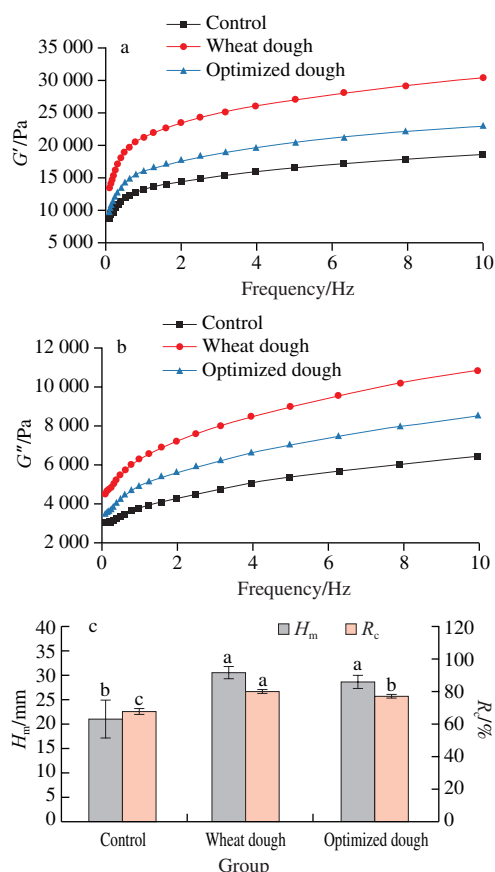 a
Control
Wheat dough
Optimized dough
35 000
30 000
25 000
20 000
15 000
10 000
5 000
G′/Pa
0 2 4 6 8 10
Frequency/Hz
b
Control
Wheat dough
Optimized dough
12 000
10 000
8 000
6 000
4 000
2 000
G″/Pa
0 2 4 6 8 10
Frequency/Hz
c
Hm Rc
40
35
30
25
20
15
10
5
0
Hm/mm
120
100
80
60
40
20
0
Rc/%
b c a a a b
Control Wheat dough Optimized dough
Group